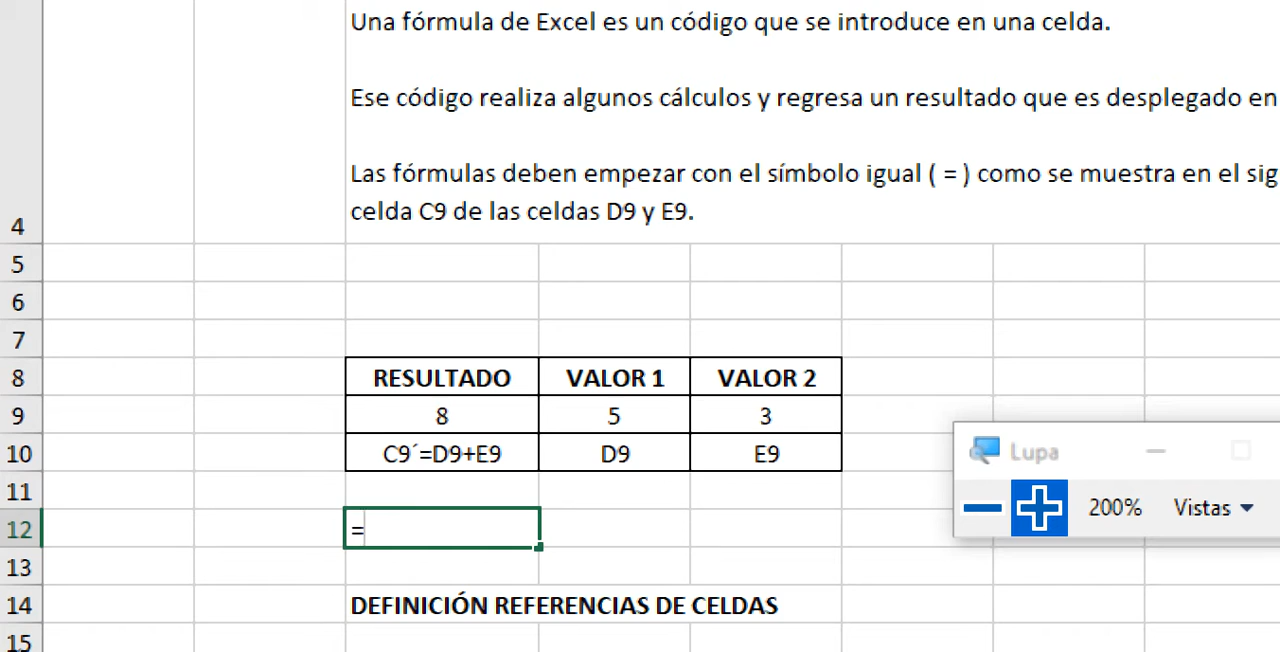 Una fórmula de Excel es un código que se introduce en una celda.
Ese código realiza algunos cálculos y regresa un resultado que es desplegado en
Las fórmulas deben empezar con el símbolo igual ( = ) como se muestra en el sig
celda C9 de las celdas D9 y E9.
4
5
6
7
8 RESULTADO VALOR 1 VALOR 2
9 8 5 3
10 C9´=D9+E9 D9 E9
Lupa
11
200% Vistas
12 =
13
14 DEFINICIÓN REFERENCIAS DE CELDAS
15